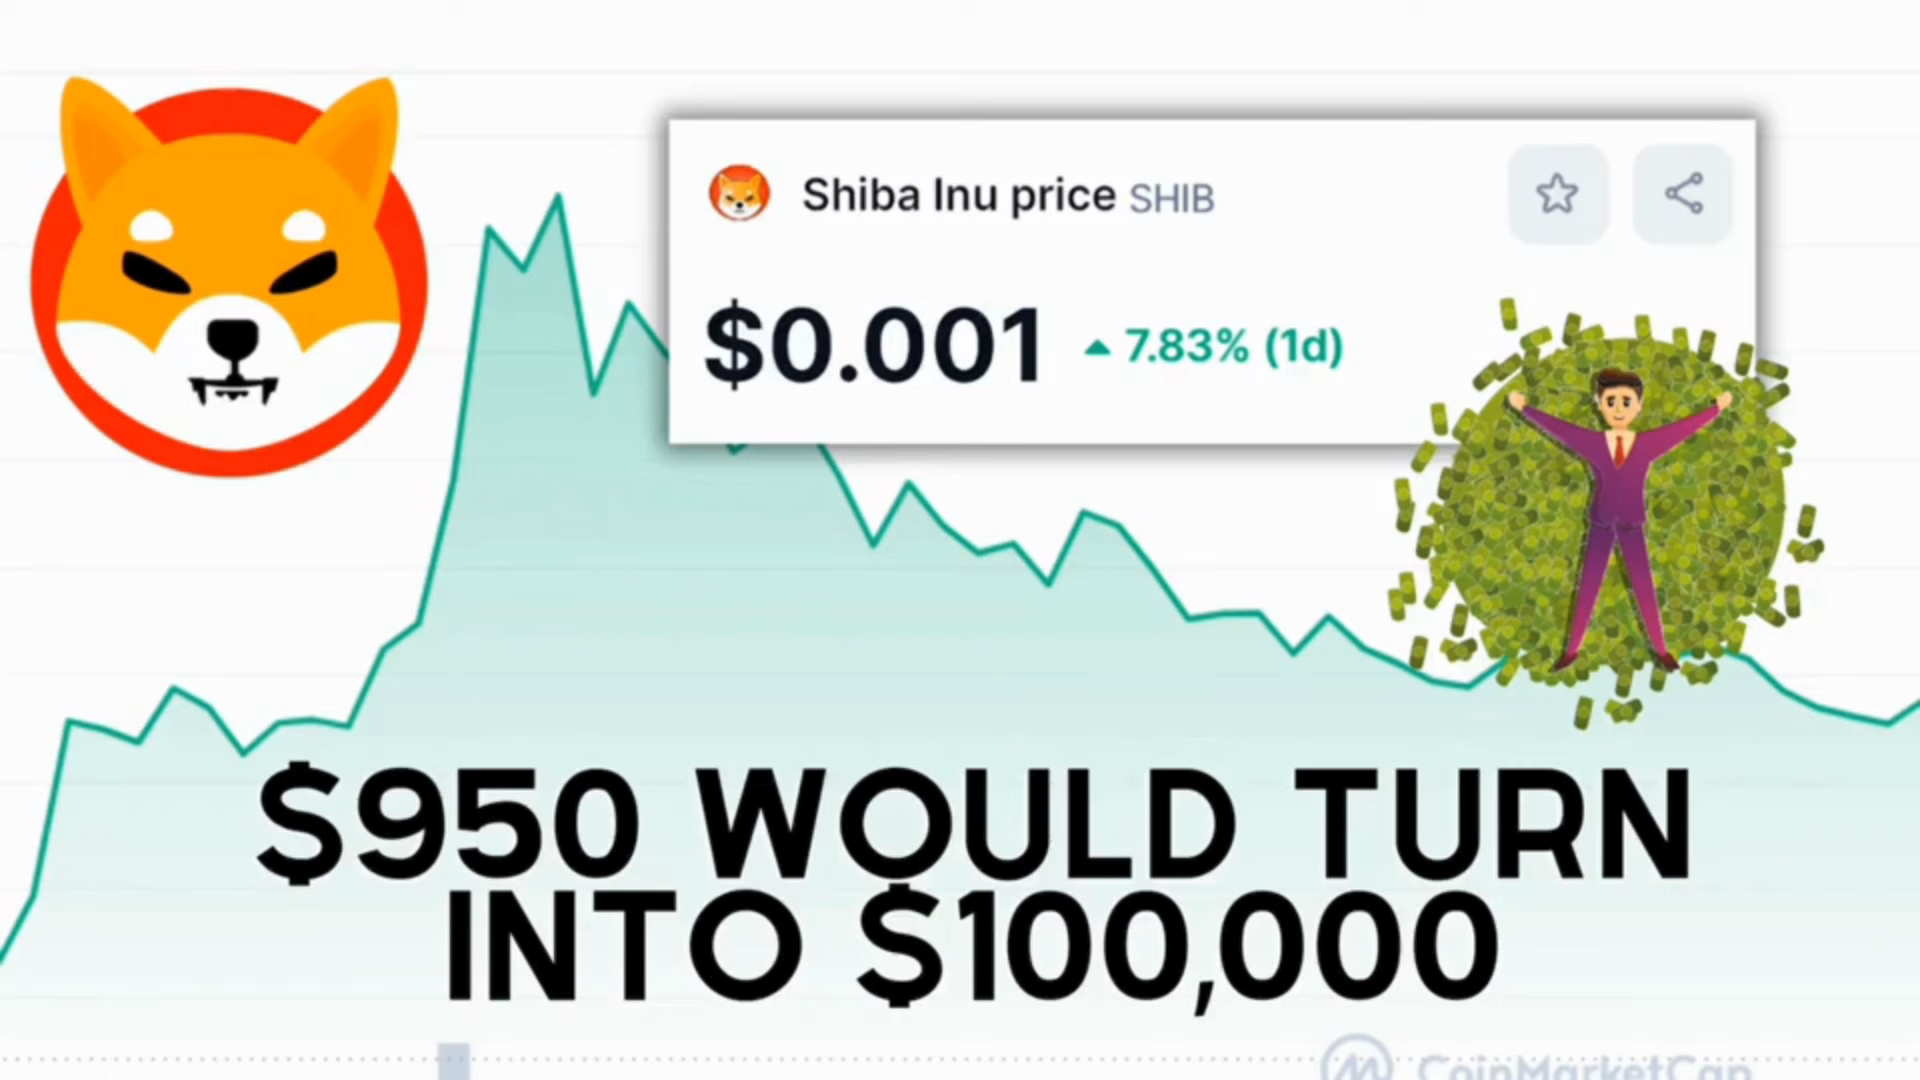 Shiba Inu price SHIB
$0.001 ▲ 7.83% (1d)
$950 WOULD TURN
INTO $100,000
CoinMarketCap